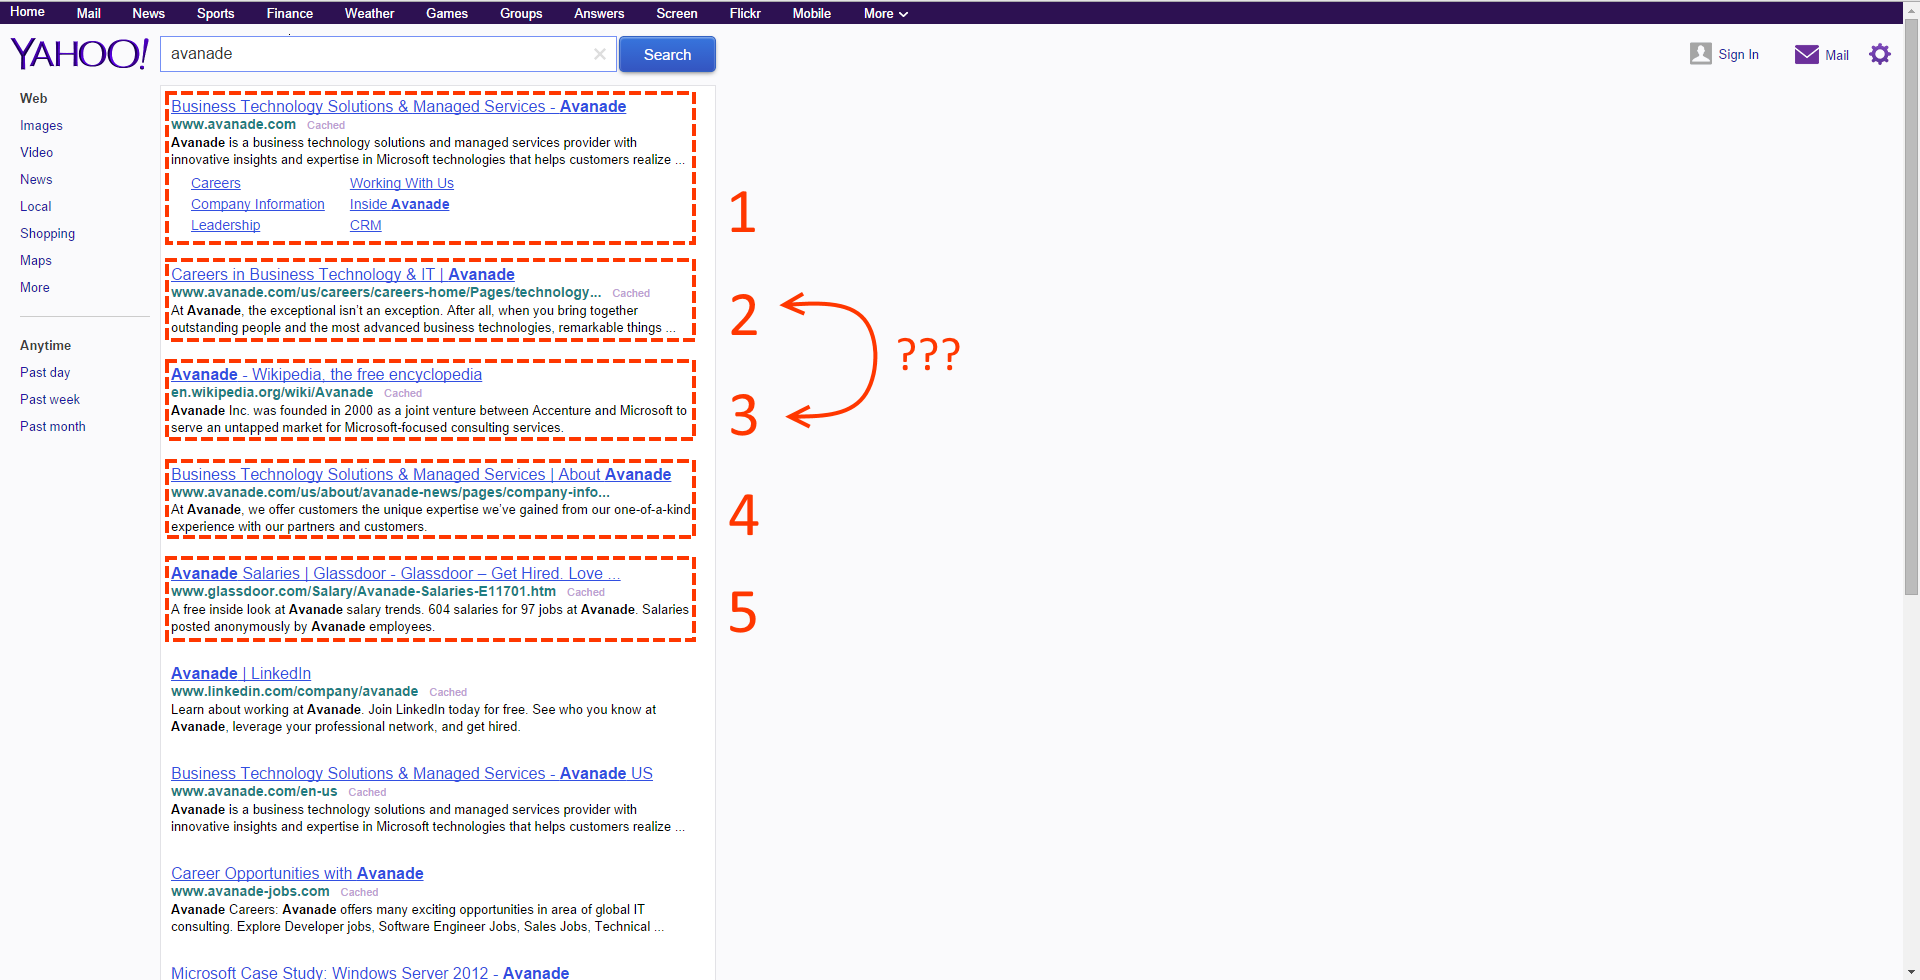 Home Mail News Sports Finance Weather Games Groups Answers Screen Flickr Mobile More
YAHOO! avanade Search Sign In Mail
Web
Images
Video
News
Local
Shopping
Maps
More
Anytime
Past day
Past week
Past month
Business Technology Solutions & Managed Services - Avanade
www.avanade.com Cached
Avanade is a business technology solutions and managed services provider with
innovative insights and expertise in Microsoft technologies that helps customers realize ...
Careers Working With Us
Company Information Inside Avanade
Leadership CRM
1
Careers in Business Technology & IT | Avanade
www.avanade.com/us/careers/careers-home/Pages/technology... Cached
At Avanade, the exceptional isn't an exception. After all, when you bring together
outstanding people and the most advanced business technologies, remarkable things ...
2
???
Avanade - Wikipedia, the free encyclopedia
en.wikipedia.org/wiki/Avanade Cached
Avanade Inc. was founded in 2000 as a joint venture between Accenture and Microsoft to
serve an untapped market for Microsoft-focused consulting services.
3
Business Technology Solutions & Managed Services | About Avanade
www.avanade.com/us/about/avanade-news/pages/company-info...
At Avanade, we offer customers the unique expertise we've gained from our one-of-a-kind
experience with our partners and customers.
4
Avanade Salaries | Glassdoor - Glassdoor – Get Hired. Love ...
www.glassdoor.com/Salary/Avanade-Salaries-E11701.htm Cached
A free inside look at Avanade salary trends. 604 salaries for 97 jobs at Avanade. Salaries
posted anonymously by Avanade employees.
5
Avanade | LinkedIn
www.linkedin.com/company/avanade Cached
Learn about working at Avanade. Join LinkedIn today for free. See who you know at
Avanade, leverage your professional network, and get hired.
Business Technology Solutions & Managed Services - Avanade US
www.avanade.com/en-us Cached
Avanade is a business technology solutions and managed services provider with
innovative insights and expertise in Microsoft technologies that helps customers realize ...
Career Opportunities with Avanade
www.avanade-jobs.com Cached
Avanade Careers: Avanade offers many exciting opportunities in area of global IT
consulting. Explore Developer jobs, Software Engineer Jobs, Sales Jobs, Technical ...
Microsoft Case Study: Windows Server 2012 - Avanade